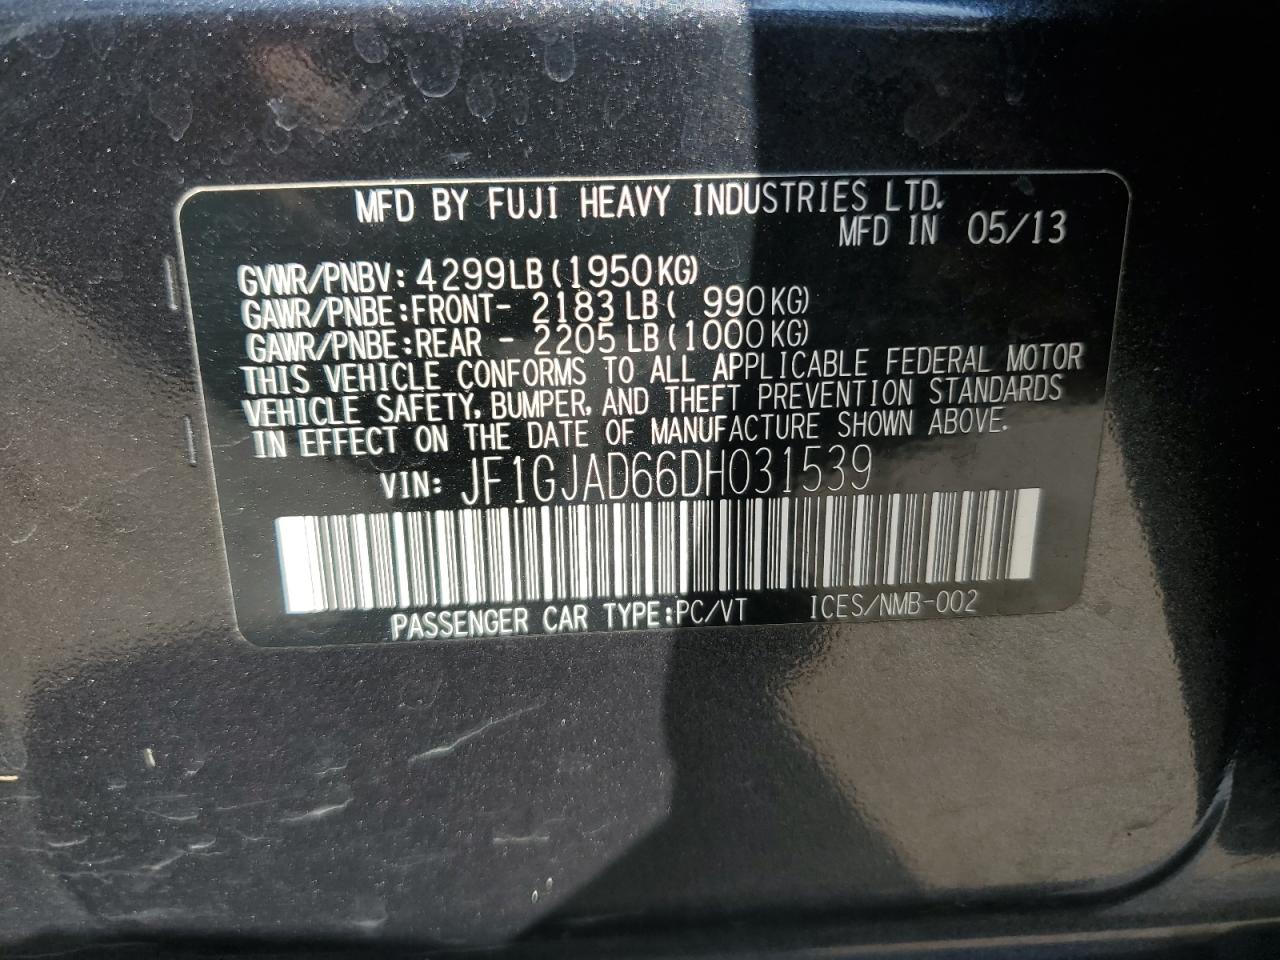 MFD BY FUJI HEAVY INDUSTRIES LTD.
MFD IN 05/13
GVWR/PNBV: 4299LB(1950KG)
GAWR/PNBE:FRONT- 2183LB( 990KG)
GAWR/PNBE:REAR - 2205LB(1000KG)
THIS VEHICLE CONFORMS TO ALL APPLICABLE FEDERAL MOTOR
VEHICLE SAFETY, BUMPER, AND THEFT PREVENTION STANDARDS
IN EFFECT ON THE DATE OF MANUFACTURE SHOWN ABOVE.
VIN: JF1GJAD66DH031539
PASSENGER CAR TYPE:PC/VT ICES/NMB-002